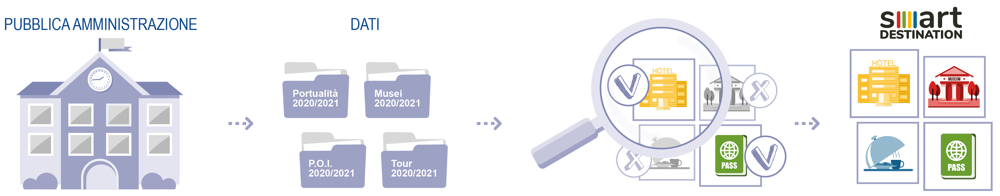 PUBBLICA AMMINISTRAZIONE
DATI
Portualità
2020/2021
Musei
2020/2021
P.O.I.
2020/2021
Tour
2020/2021
V
HOTEL
X
X
PASS
V
smart
DESTINATION
HOTEL
MUSEUM
PASS